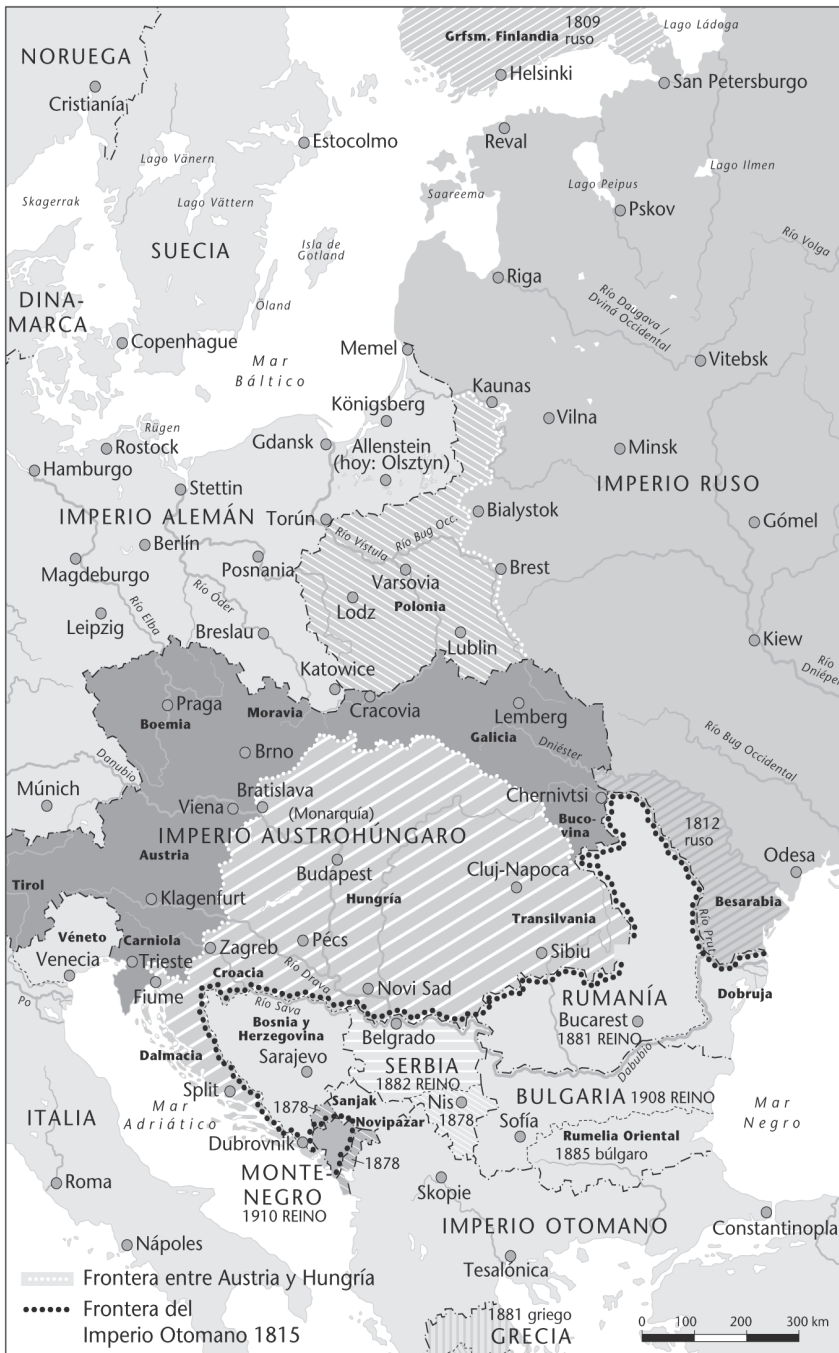 1809
ruso
Grfsm. Finlandia
Lago Ládoga
NORUEGA
Cristianía
Helsinki
San Petersburgo
Estocolmo
Reval
Lago Vänern
Lago Ilmen
Lago Peipus
Saareema
Skagerrak
Lago Vättern
Pskov
Río Volga
SUECIA
Isla de
Gotland
Riga
DINA-
MARCA
Öland
Río Daugava /
Dviná Occidental
Copenhague
Memel
Vitebsk
Mar
Báltico
Kaunas
Königsberg
Vilna
Rügen
Rostock
Gdansk
Allenstein
(hoy: Olsztyn)
Minsk
Hamburgo
Stettin
IMPERIO RUSO
IMPERIO ALEMÁN
Torún
Bialystok
Gómel
Río Vístula
Río Bug Occ.
Berlín
Magdeburgo
Posnania
Varsovia
Brest
Río Elba
Río Óder
Lodz
Polonia
Leipzig
Breslau
Lublin
Kiew
Río
Dniéper
Katowice
Praga
Boemia
Moravia
Cracovia
Lemberg
Galicia
Dniéster
Río Bug Occidental
Brno
Danubio
Múnich
Bratislava
Chernivtsi
Viena
(Monarquía)
Buco-
vina
1812
ruso
IMPERIO AUSTROHÚNGARO
Austria
Budapest
Cluj-Napoca
Odesa
Tirol
Klagenfurt
Hungría
Transilvania
Besarabia
Véneto
Carniola
Zagreb
Pécs
Sibiu
Río Prut
Venecia
Trieste
Croacia
Río Drava
Po
Fiume
Novi Sad
RUMANÍA
Dobruja
Río Sava
Bosnia y
Herzegovina
Belgrado
Bucarest
1881 REINO
Dalmacia
Sarajevo
SERBIA
1882 REINO
Dabubio
Split
Sanjak
BULGARIA 1908 REINO
Mar
Negro
ITALIA
Mar
Adriático
1878
Novipazar
Nis
1878
Sofía
Rumelia Oriental
1885 búlgaro
Dubrovnik
1878
MONTE-
NEGRO
1910 REINO
Skopie
Roma
IMPERIO OTOMANO
Constantinopla
Nápoles
Tesalónica
Frontera entre Austria y Hungría
Frontera del
Imperio Otomano 1815
1881 griego
GRECIA
0 100 200 300 km